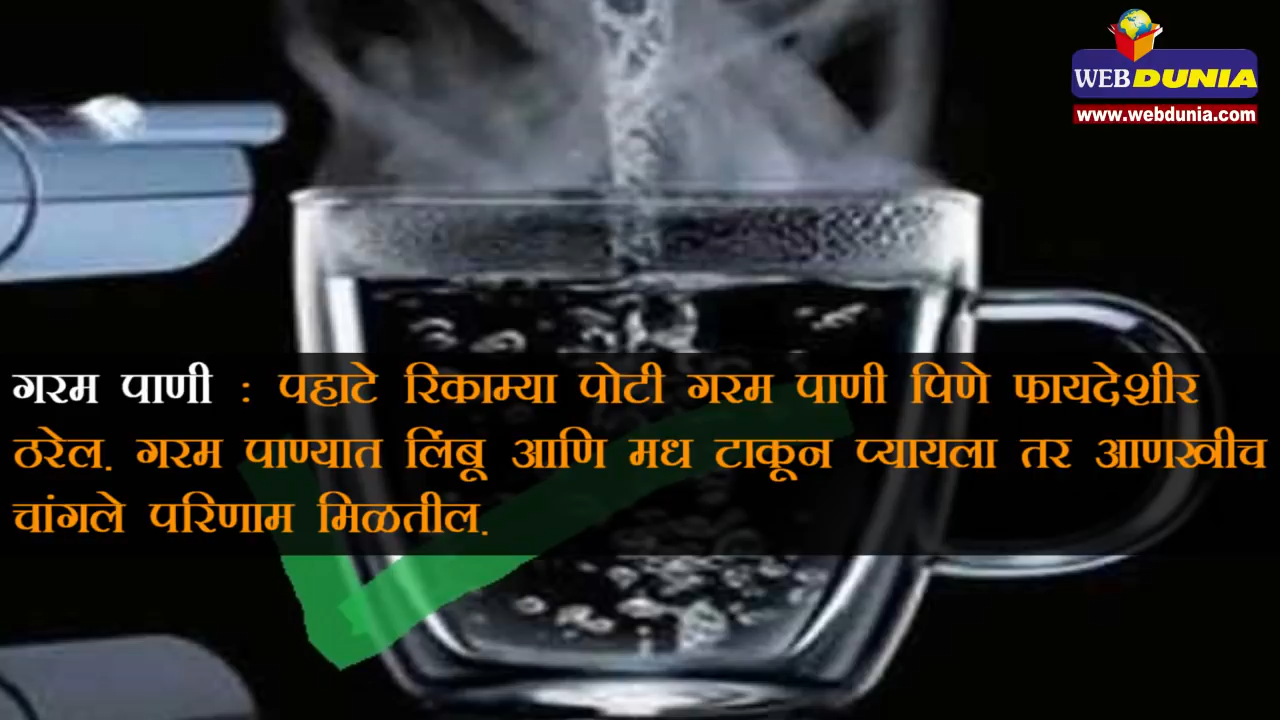 WEBDUNIA
www.webdunia.com
गरम पाणी : पहाटे रिकाम्या पोटी गरम पाणी पिणे फायदेशीर
ठरेल. गरम पाण्यात लिंबू आणि मध टाकून प्यायला तर आणखीच
चांगले परिणाम मिळतील.